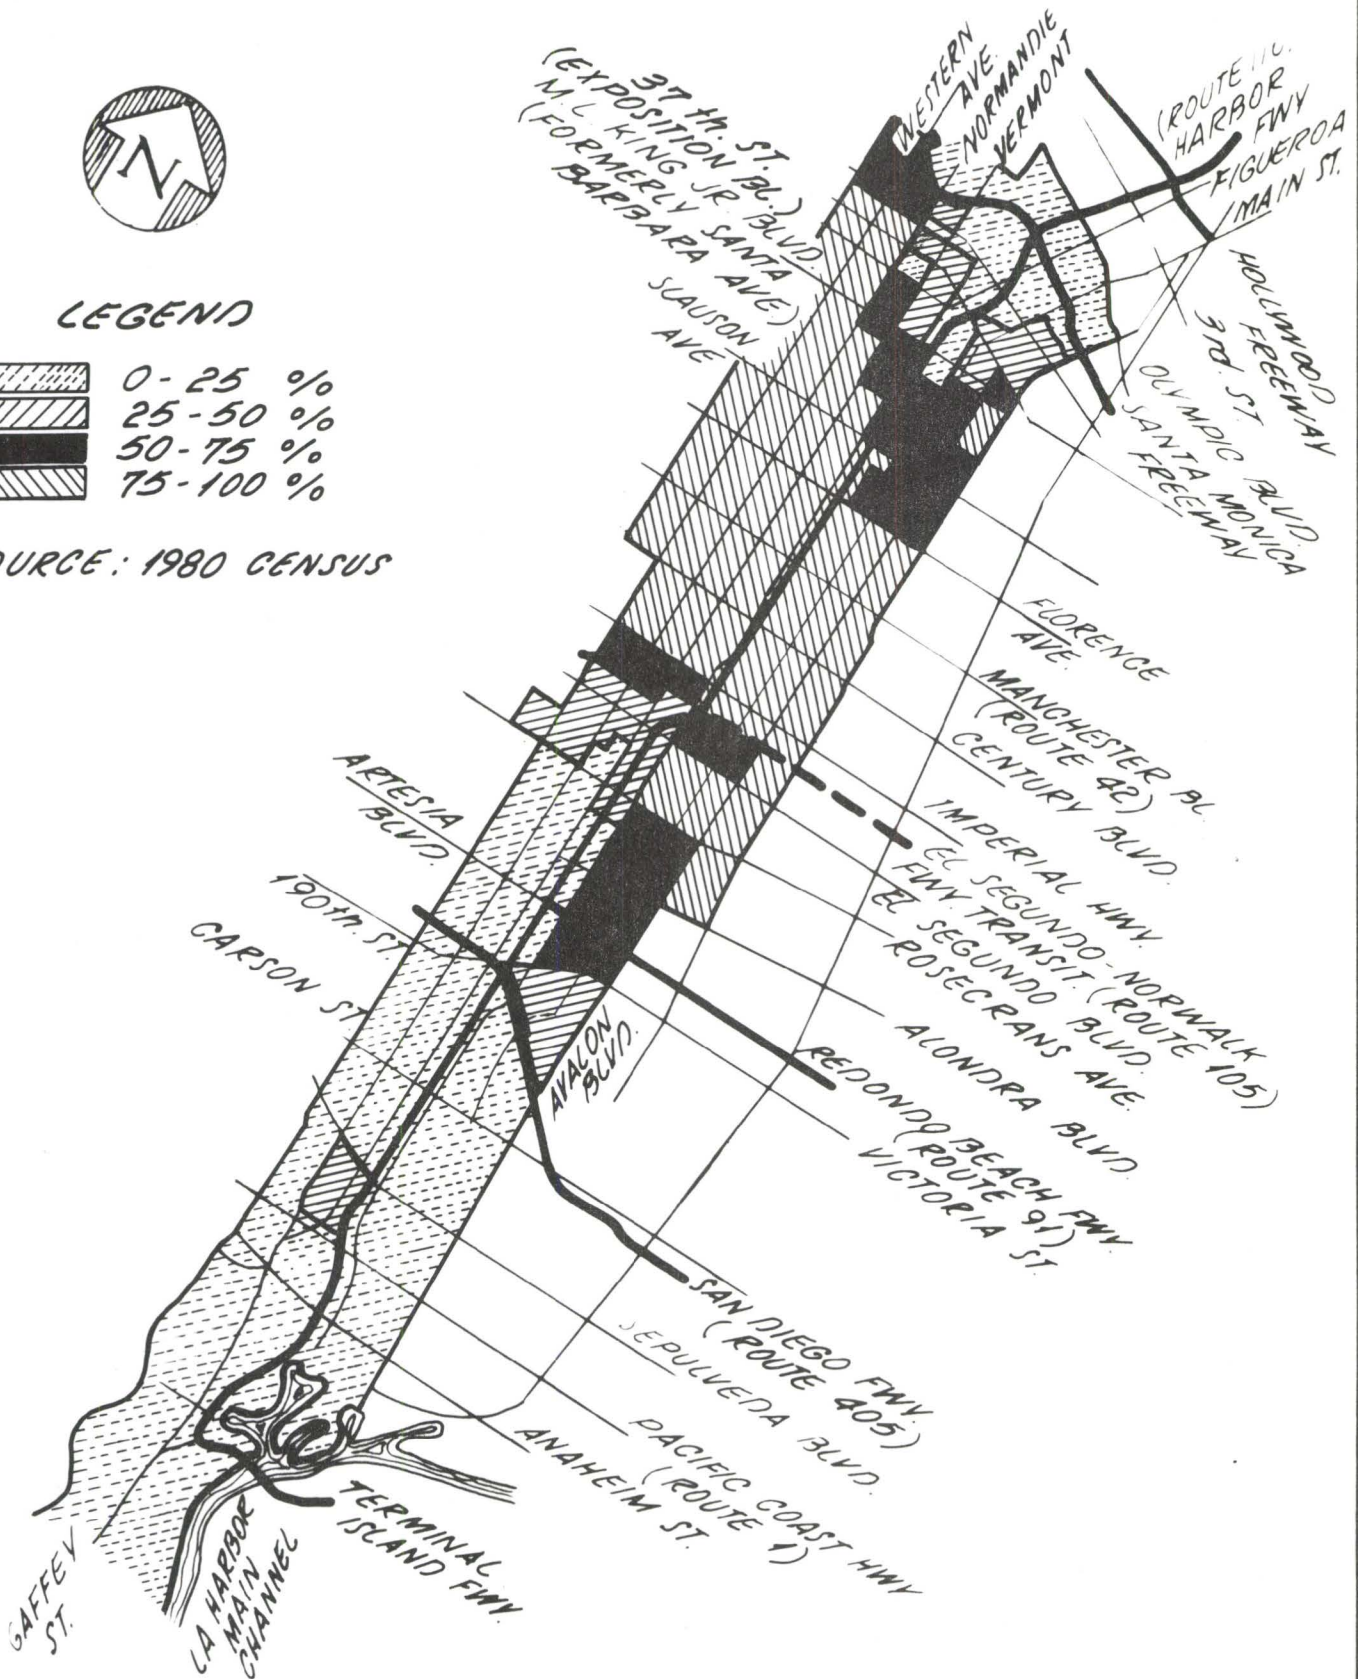 N
LEGEND
0-25 %
25-50 %
50-75 %
75-100 %
OURCE: 1980 CENSUS
37th. ST.
(EXPOSITION BL.)
M.L. KING JR. BLVD.
(FORMERLY SANTA
BARBARA AVE)
SLAUSON
AVE
WESTERN
AVE.
NORMANDIE
VERMONT
(ROUTE
HARBOR
FWY
FIGUEROA
MAIN ST.
HOLLYWOOD
FREEWAY
3rd. ST.
OLYMPIC BLVD.
SANTA MONICA
FREEWAY
FLORENCE
AVE.
MANCHESTER BL
(ROUTE 42)
CENTURY BLVD.
IMPERIAL HWY.
EL SEGUNDO-NORWALK
FWY. TRANSIT. (ROUTE 105)
EL SEGUNDO BLVD.
ROSECRANS AVE.
ALONDRA BLVD
REDONDO BEACH FWY.
(ROUTE 91)
VICTORIA ST.
ARTESIA
BLVD.
190th. ST
CARSON ST
AVALON
BLVD.
SAN DIEGO FWY.
(ROUTE 405)
SEPULVEDA BLVD.
PACIFIC COAST HWY
(ROUTE 1)
ANAHEIM ST.
TERMINAL
ISLAND FWY.
LA HARBOR
MAIN
CHANNEL
GAFFEY
ST.